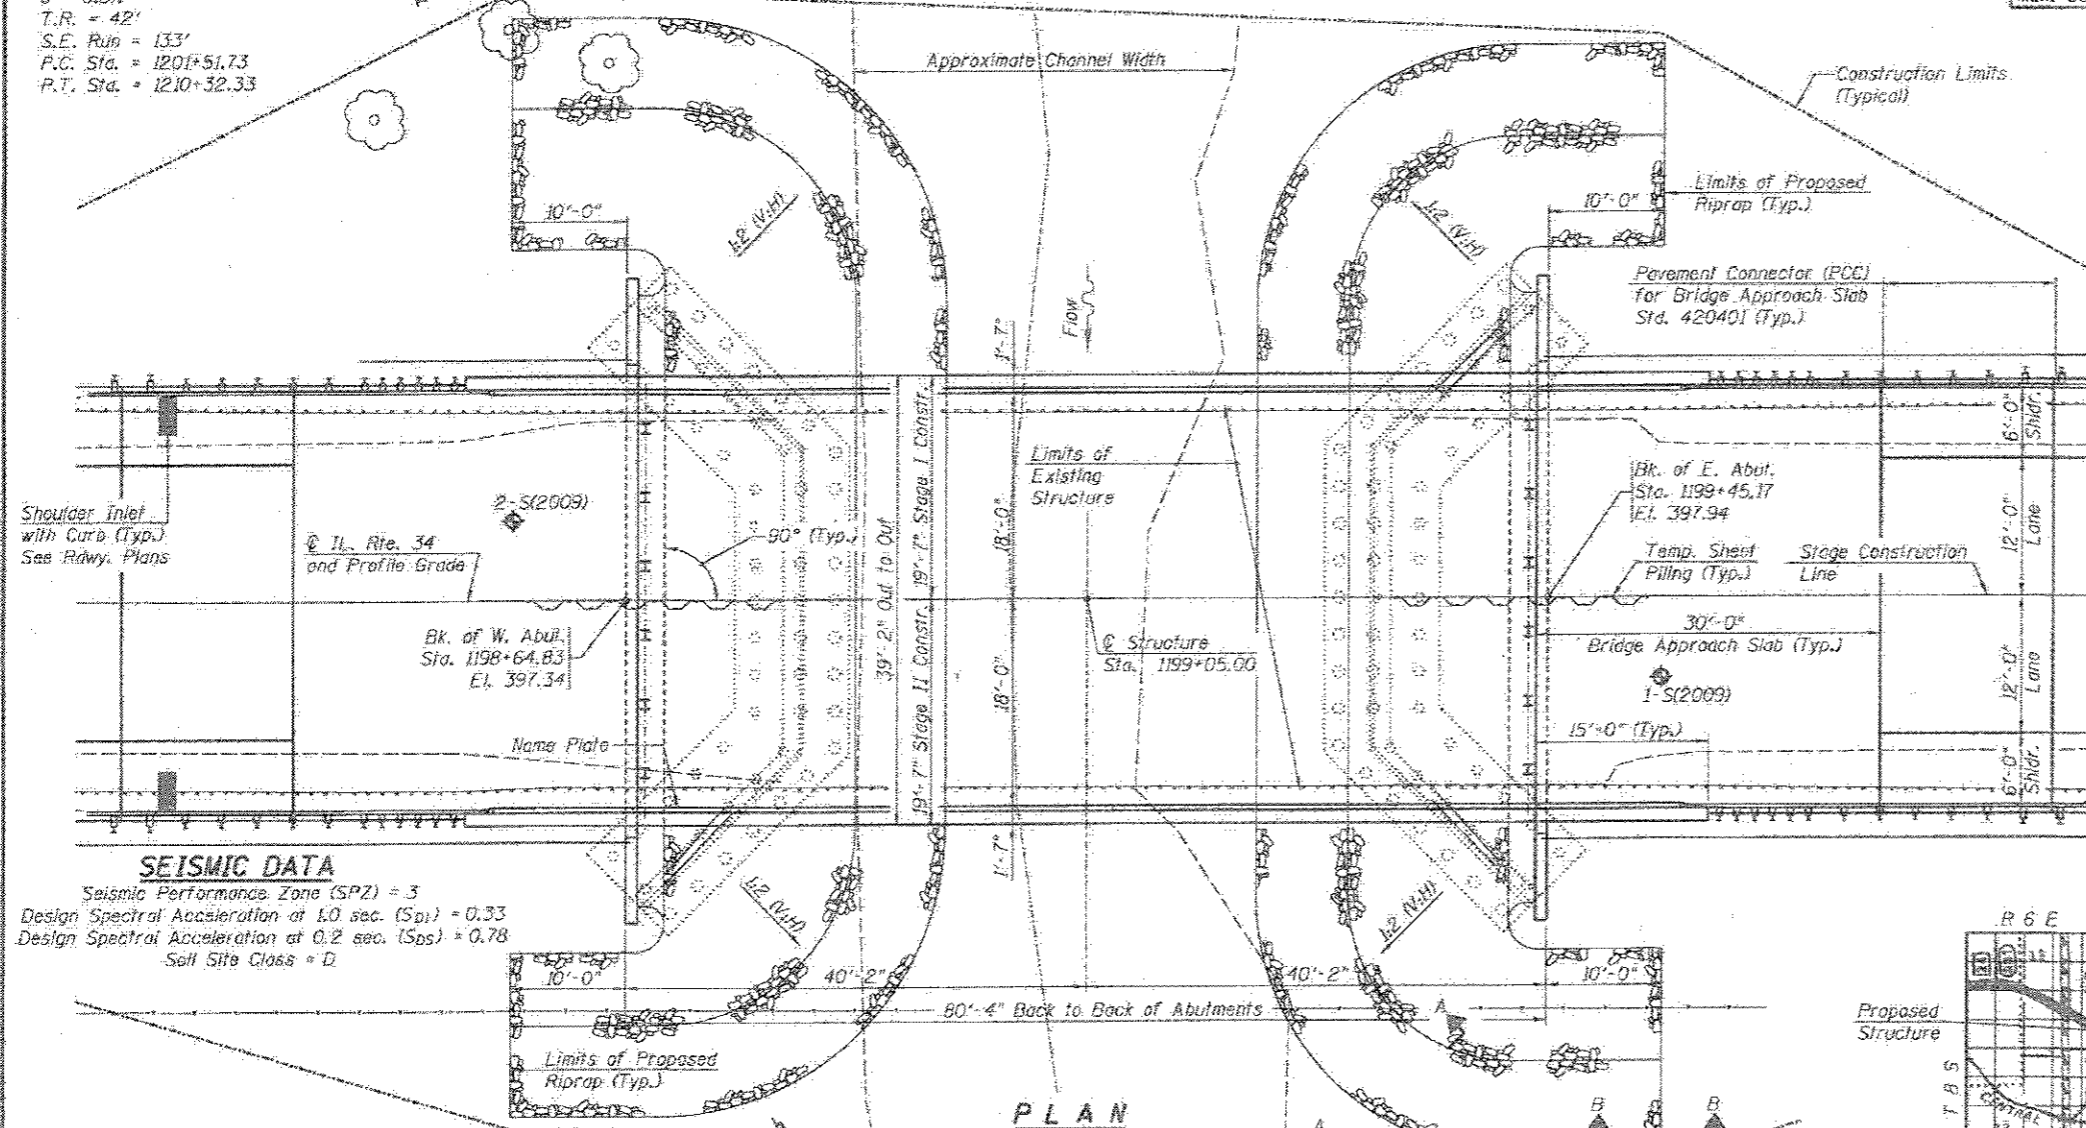 T.R. = 42'
S.E. Run = 133'
P.C. Sta. = 1201+51.73
P.T. Sta. = 1210+32.33
Approximate Channel Width
Construction Limits
(Typical)
10'-0"
1:2 (V:H)
1:2 (V:H)
10'-0"
Limits of Proposed
Riprap (Typ.)
Pavement Connector (PCC)
for Bridge Approach Slab
Std. 420401 (Typ.)
Flow
1'-7"
Shoulder Inlet
with Curb (Typ.)
See Rdwy. Plans
2-S(2009)
℄ IL. Rte. 34
and Profile Grade
90° (Typ.)
39'-2" Out to Out
19'-7" Stage I Constr.
19'-7" Stage II Constr.
18'-0"
18'-0"
Limits of
Existing
Structure
Bk. of E. Abut.
Sta. 1199+45.17
El. 397.94
Temp. Sheet
Piling (Typ.)
Stage Construction
Line
6'-0"
Shldr.
12'-0"
Lane
12'-0"
Lane
6'-0"
Shldr.
Bk. of W. Abut.
Sta. 1198+64.83
El. 397.34
℄ Structure
Sta. 1199+05.00
30'-0"
Bridge Approach Slab (Typ.)
1-S(2009)
15'-0" (Typ.)
Name Plate
1'-7"
SEISMIC DATA
Seismic Performance Zone (SPZ) = 3
Design Spectral Acceleration at 1.0 sec. (SD1) = 0.33
Design Spectral Acceleration at 0.2 sec. (SDS) = 0.78
Soil Site Class = D
1:2 (V:H)
1:2 (V:H)
10'-0"
40'-2"
40'-2"
10'-0"
80'-4" Back to Back of Abutments
A
Limits of Proposed
Riprap (Typ.)
R 6 E
Proposed
Structure
T 8 S
CENTRAL
PLAN
B
B